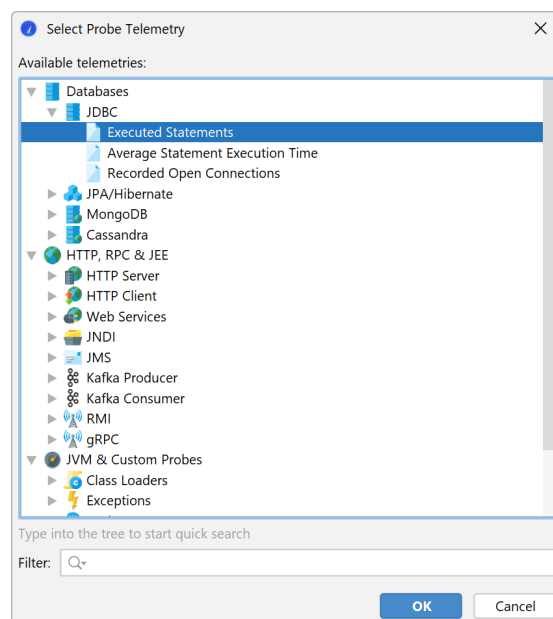 Select Probe Telemetry
Available telemetries:
Databases
JDBC
Executed Statements
Average Statement Execution Time
Recorded Open Connections
JPA/Hibernate
MongoDB
Cassandra
HTTP, RPC & JEE
HTTP Server
HTTP Client
Web Services
JNDI
JMS
Kafka Producer
Kafka Consumer
RMI
gRPC
JVM & Custom Probes
Class Loaders
Exceptions
Type into the tree to start quick search
Filter:
OK Cancel